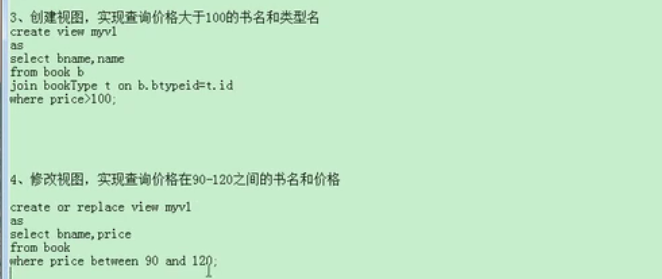 3、创建视图，实现查询价格大于100的书名和类型名
create view myv1
as
select bname,name
from book b
join bookType t on b.btypeid=t.id
where price>100;
4、修改视图，实现查询价格在90-120之间的书名和价格
create or replace view myv1
as
select bname,price
from book
where price between 90 and 120;